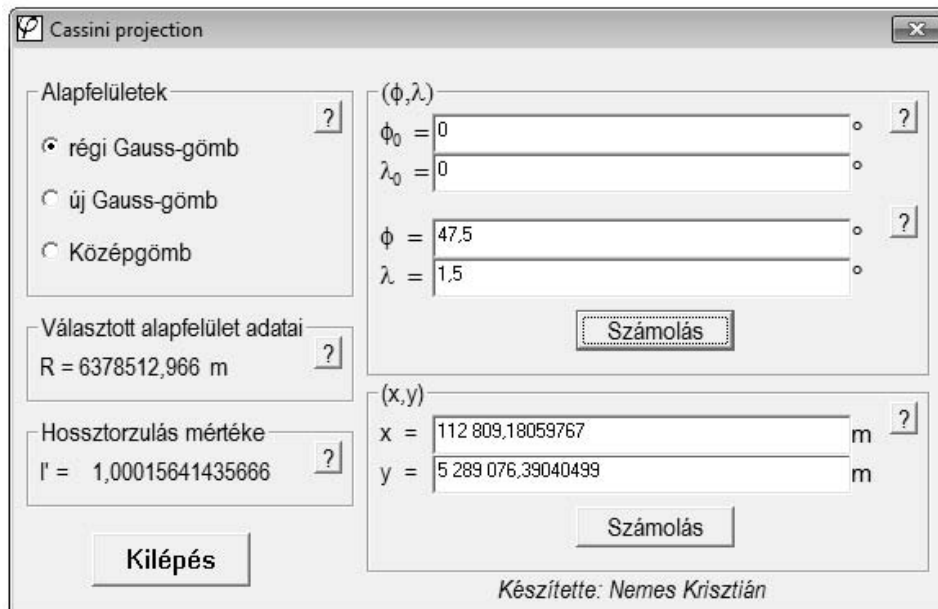 Cassini projection
Alapfelületek
?
régi Gauss-gömb
új Gauss-gömb
Középgömb
Választott alapfelület adatai
R = 6378512,966 m
?
Hossztorzulás mértéke
l' = 1,00015641435666
?
Kilépés
(ϕ,λ)
ϕ₀ = 0 °
?
λ₀ = 0 °
ϕ = 47,5 °
?
λ = 1,5 °
Számolás
(x,y)
x = 112 809,18059767 m
?
y = 5 289 076,39040499 m
Számolás
Készítette: Nemes Krisztián